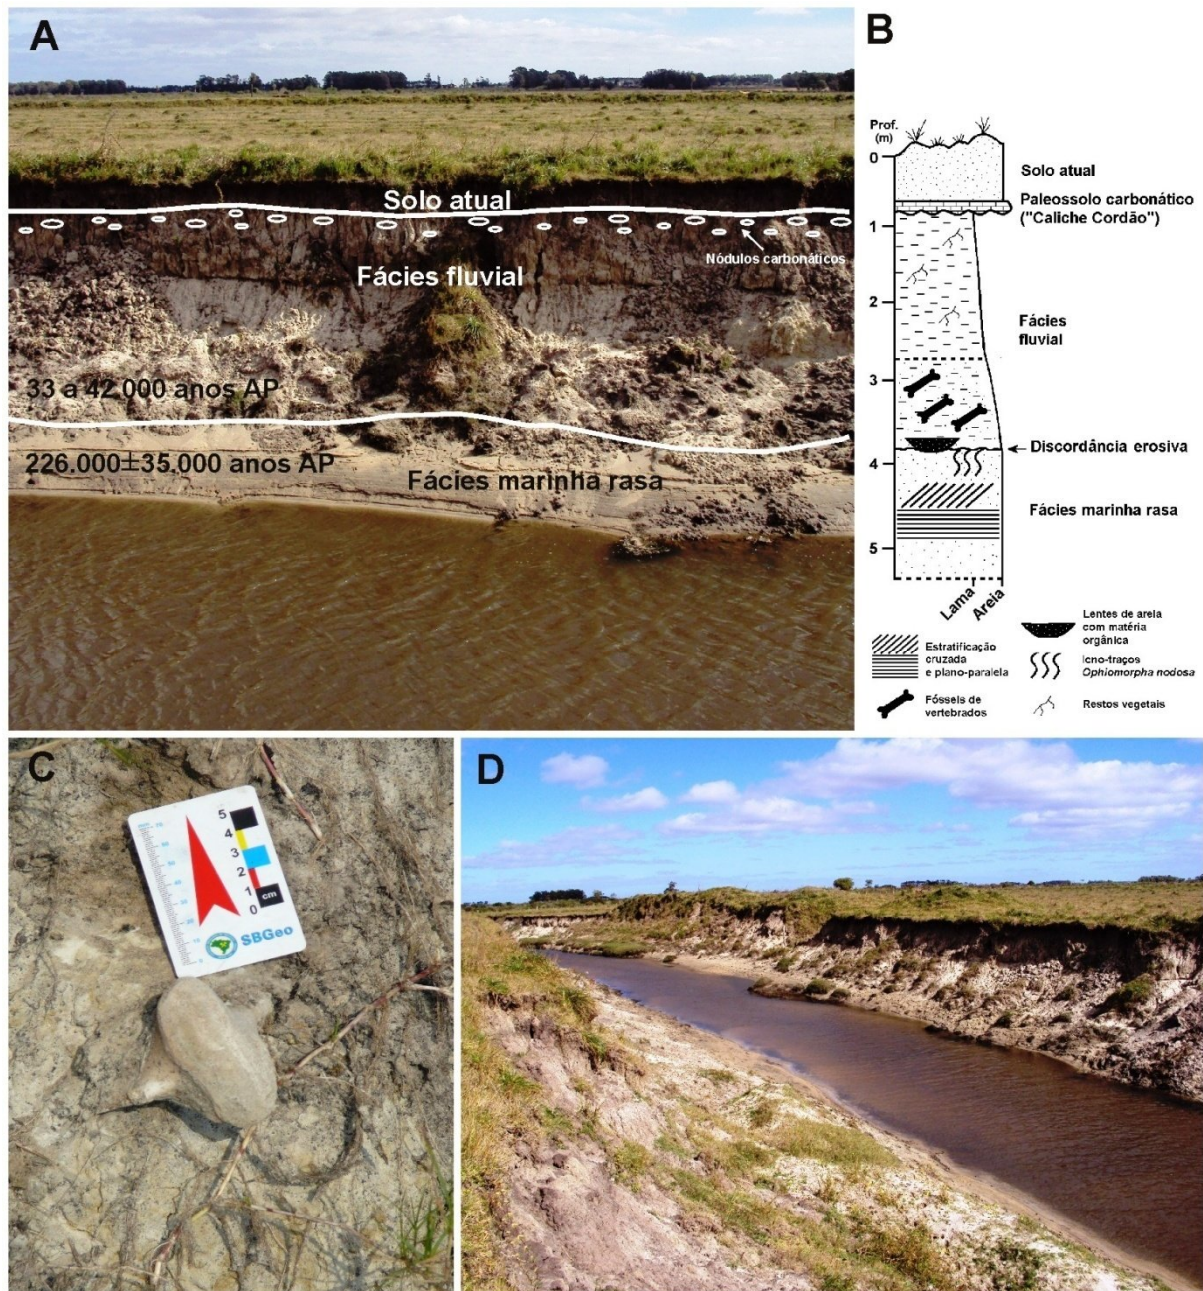 A
Solo atual
Nódulos carbonáticos
Fácies fluvial
33 a 42.000 anos AP
226.000±35.000 anos AP
Fácies marinha rasa
B
Prof.
(m)
0
Solo atual
Paleossolo carbonático
("Caliche Cordão")
1
2
Fácies
fluvial
3
Discordância erosiva
4
Fácies marinha rasa
5
Lama
Areia
Estratificação
cruzada
e plano-paralela
Fósseis de
vertebrados
Lentes de areia
com matéria
orgânica
Icno-traços
Ophiomorpha nodosa
Restos vegetais
C
5
4
3
2
1
0
cm
SBGeo
D